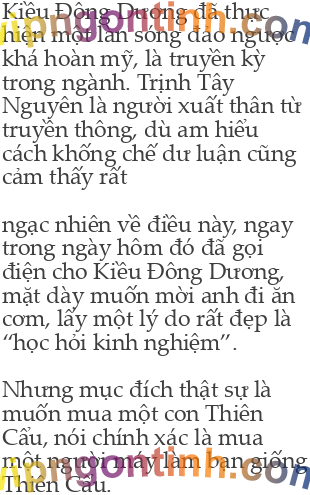 Kiều Đông Dương đã thực
hiện một làn sóng đảo ngược
khá hoàn mỹ, là truyền kỳ
trong ngành. Trịnh Tây
Nguyên là người xuất thân từ
truyền thông, dù am hiểu
cách khống chế dư luận cũng
cảm thấy rất
ngạc nhiên về điều này, ngay
trong ngày hôm đó đã gọi
điện cho Kiều Đông Dương,
mặt dày muốn mời anh đi ăn
cơm, lấy một lý do rất đẹp là
“học hỏi kinh nghiệm”.
Nhưng mục đích thật sự là
muốn mua một con Thiên
Cẩu, nói chính xác là mua
một người máy làm bạn giống
Thiên Cẩu.
vipngontinh.com
vipngontinh.com